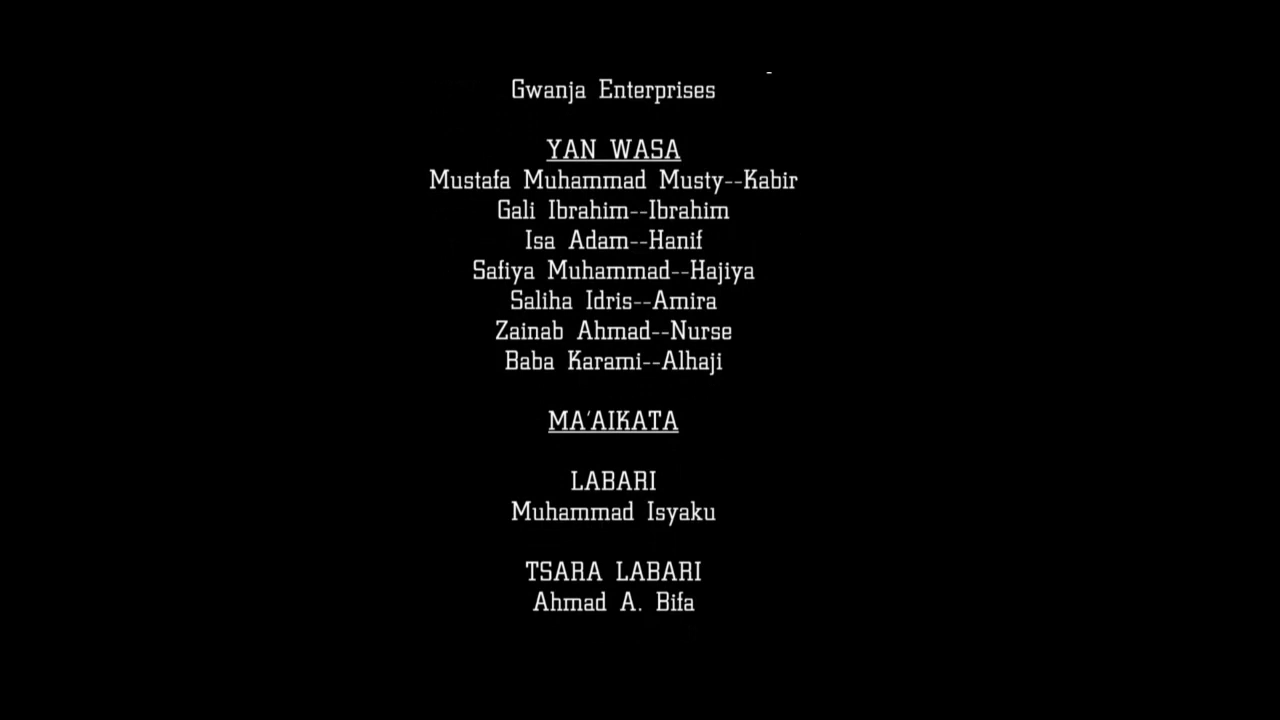 Gwanja Enterprises
YAN WASA
Mustafa Muhammad Musty--Kabir
Gali Ibrahim--Ibrahim
Isa Adam--Hanif
Safiya Muhammad--Hajiya
Saliha Idris--Amira
Zainab Ahmad--Nurse
Baba Karami--Alhaji
MA'AIKATA
LABARI
Muhammad Isyaku
TSARA LABARI
Ahmad A. Bifa